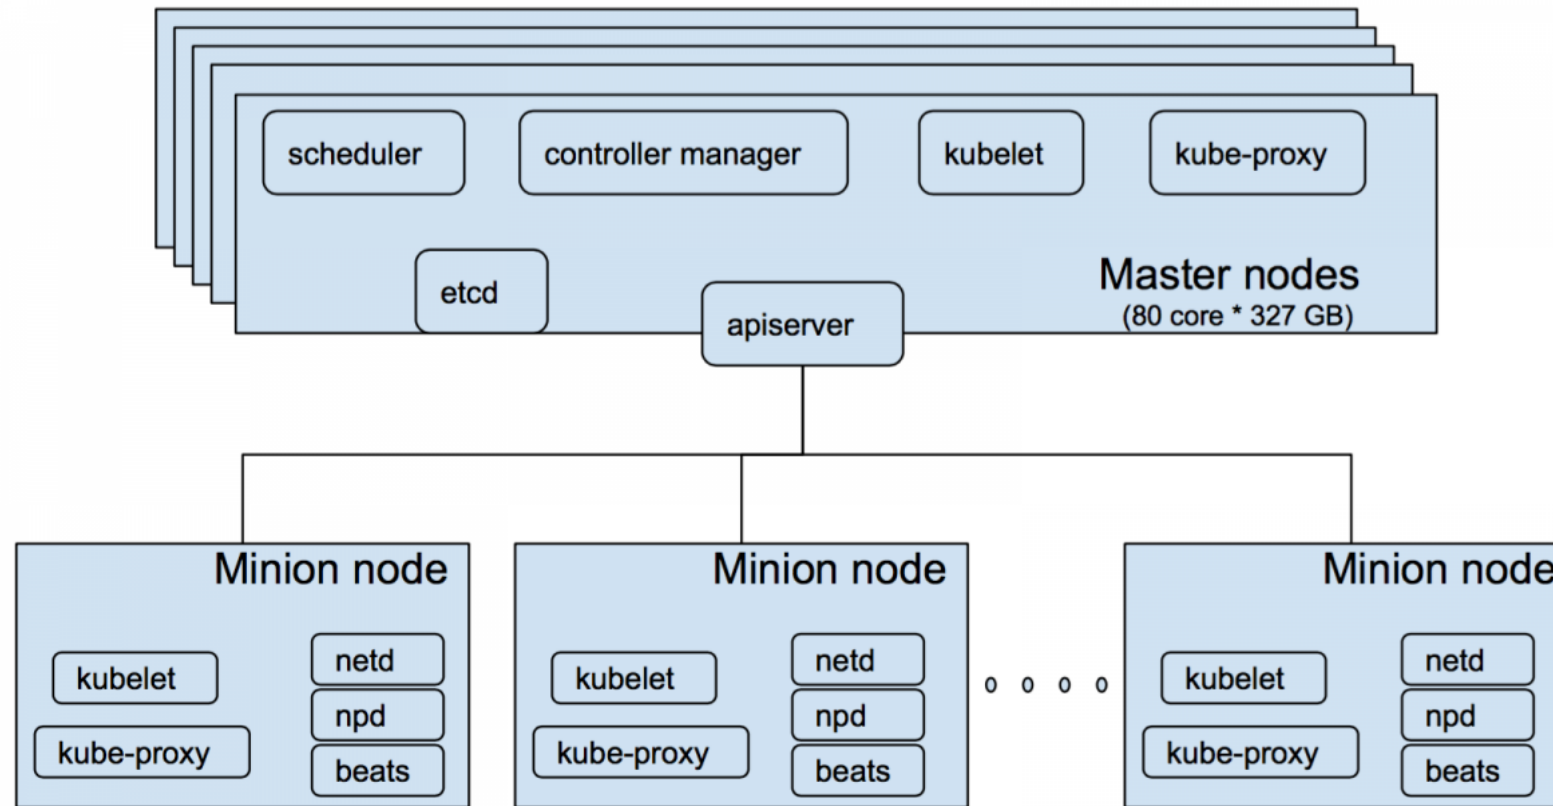 scheduler
controller manager
kubelet
kube-proxy
etcd
apiserver
Master nodes
(80 core * 327 GB)
Minion node
kubelet
kube-proxy
netd
npd
beats
Minion node
kubelet
kube-proxy
netd
npd
beats
Minion node
kubelet
kube-proxy
netd
npd
beats